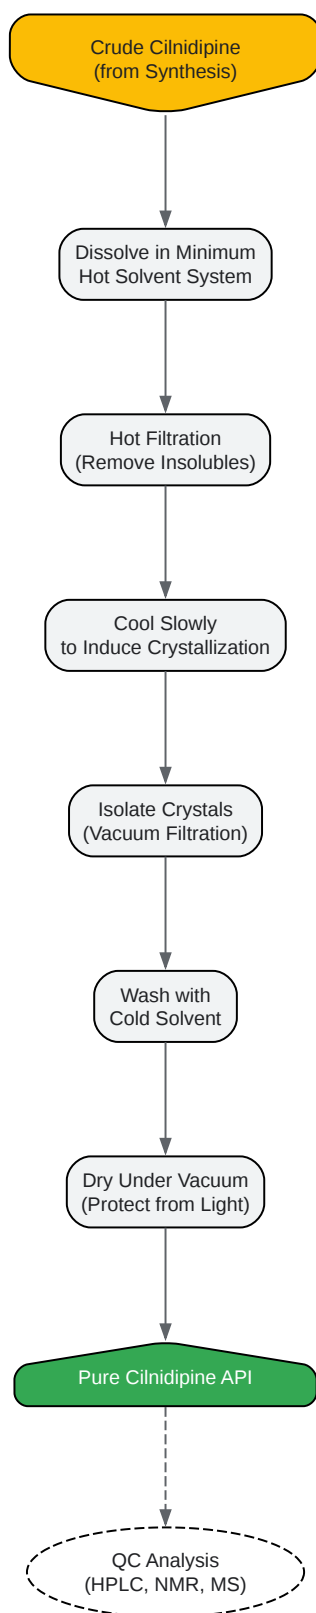 Crude Cilnidipine
(from Synthesis)
Dissolve in Minimum
Hot Solvent System
Hot Filtration
(Remove Insolubles)
Cool Slowly
to Induce Crystallization
Isolate Crystals
(Vacuum Filtration)
Wash with
Cold Solvent
Dry Under Vacuum
(Protect from Light)
Pure Cilnidipine API
QC Analysis
(HPLC, NMR, MS)